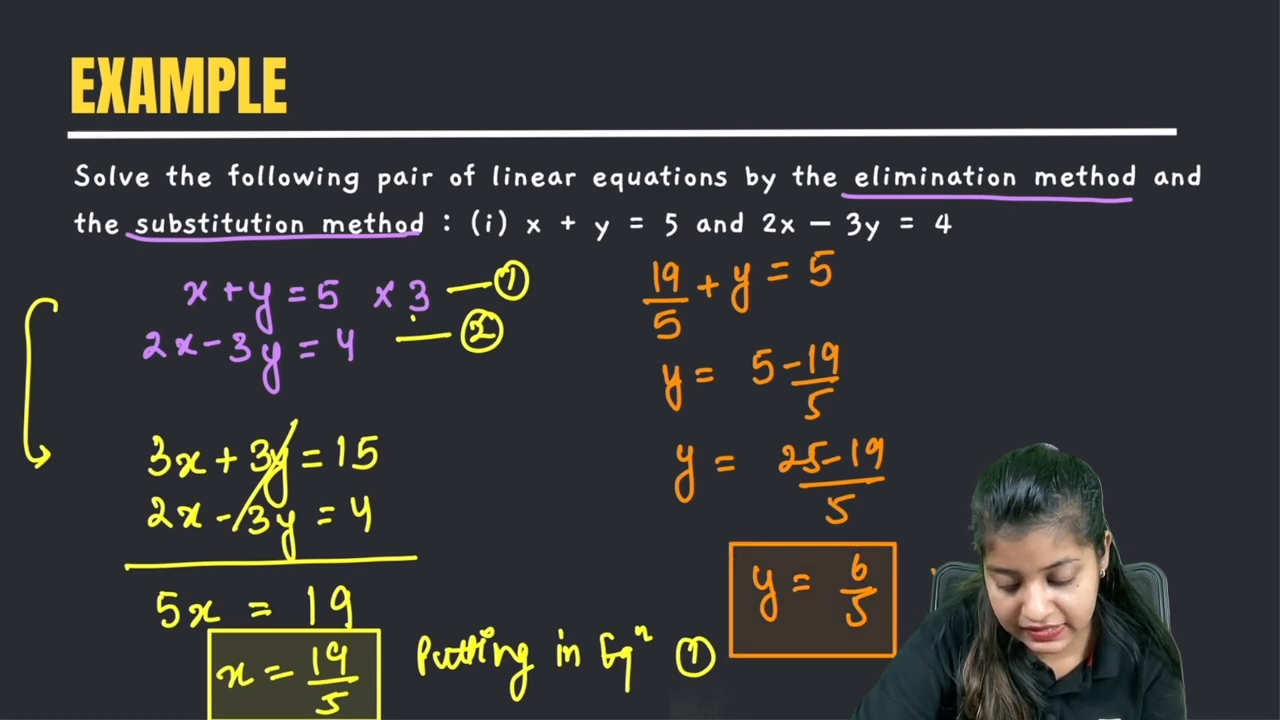 EXAMPLE
Solve the following pair of linear equations by the elimination method and
the substitution method : (i) x + y = 5 and 2x – 3y = 4
x + y = 5 × 3 — ①
2x - 3y = 4 — ②
3x + 3y = 15
2x - 3y = 4
5x = 19
x = 19/5
Putting in Eqⁿ ①
19/5 + y = 5
y = 5 - 19/5
y = 25 - 19/5
y = 6/5